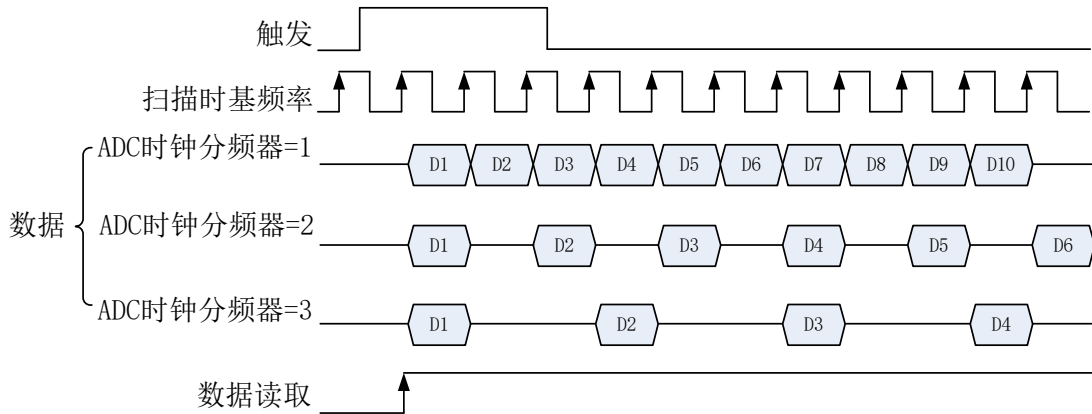 触发
扫描时基频率
数据
ADC时钟分频器=1
D1 D2 D3 D4 D5 D6 D7 D8 D9 D10
ADC时钟分频器=2
D1 D2 D3 D4 D5 D6
ADC时钟分频器=3
D1 D2 D3 D4
数据读取